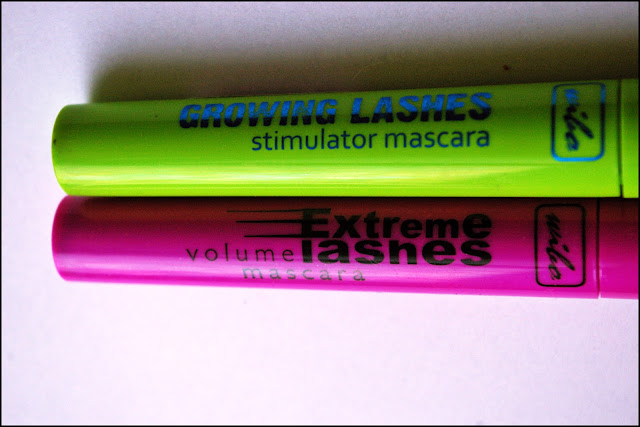 GROWING LASHES
stimulator mascara
wibo
Extreme
volume lashes
mascara
wibo